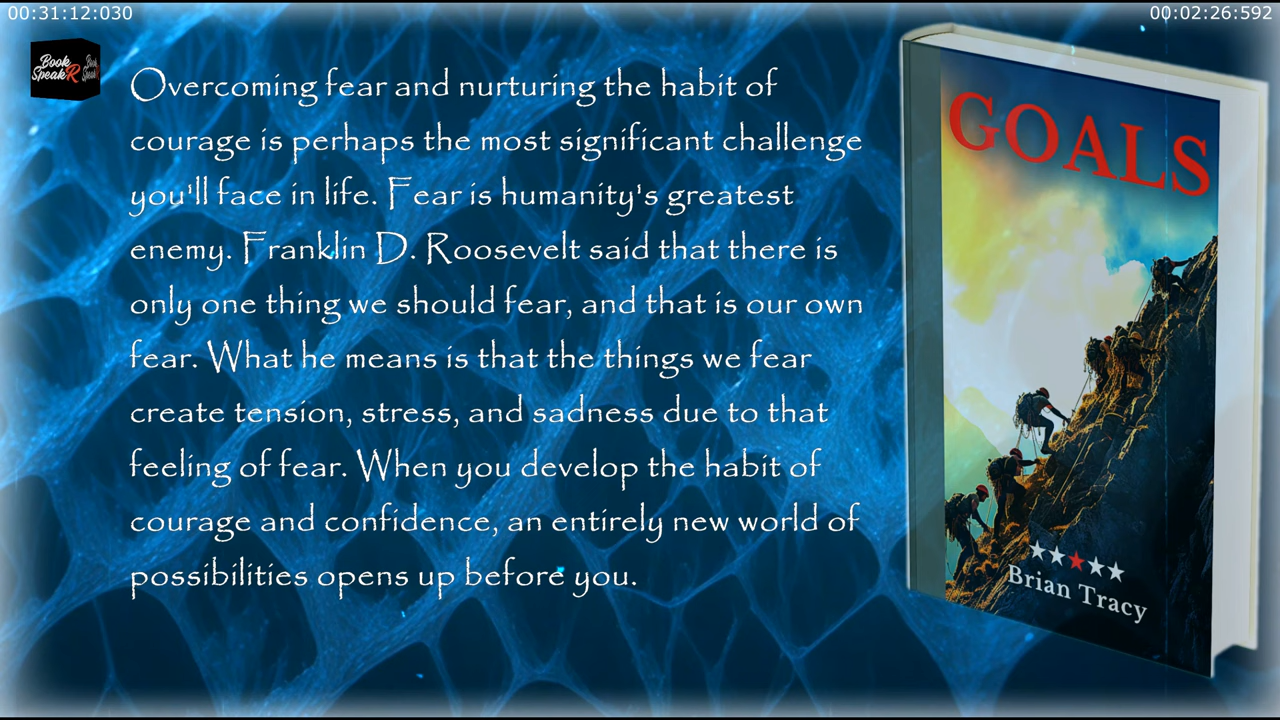 00:31:12:030
00:02:26:592
Book
SpeakR
Book
Speak
Overcoming fear and nurturing the habit of
courage is perhaps the most significant challenge
you'll face in life. Fear is humanity's greatest
enemy. Franklin D. Roosevelt said that there is
only one thing we should fear, and that is our own
fear. What he means is that the things we fear
create tension, stress, and sadness due to that
feeling of fear. When you develop the habit of
courage and confidence, an entirely new world of
possibilities opens up before you.
GOALS
Brian Tracy